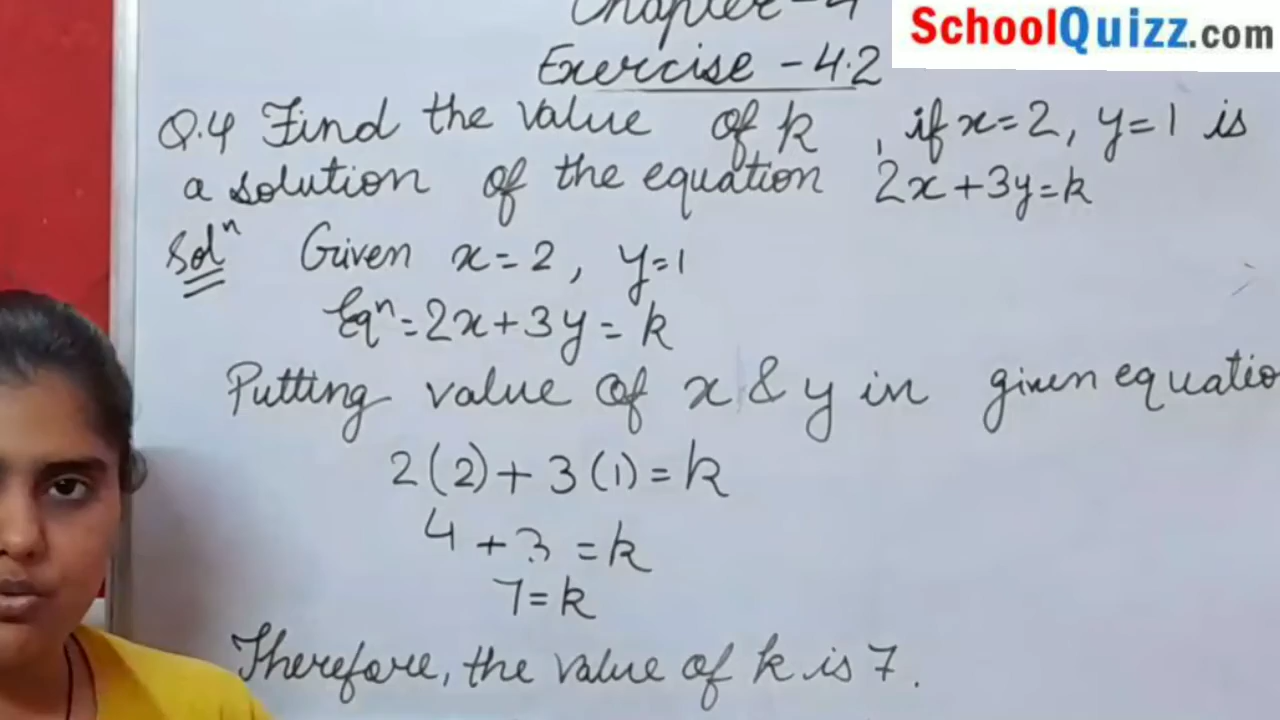 Chapter-4
SchoolQuizz.com
Exercise - 4.2
Q.4 Find the value of k, if x=2, y=1 is
a solution of the equation 2x+3y=k
Solⁿ Given x=2, y=1
Eqⁿ=2x+3y=k
Putting value of x & y in given equatio
2(2)+3(1)=k
4+3=k
7=k
Therefore, the value of k is 7.